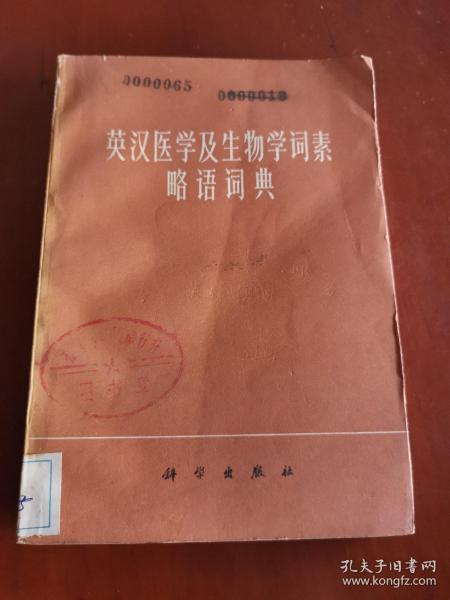 0000065
英汉医学及生物学词素
略语词典
科学出版社
孔夫子旧书网
www.kongfz.com